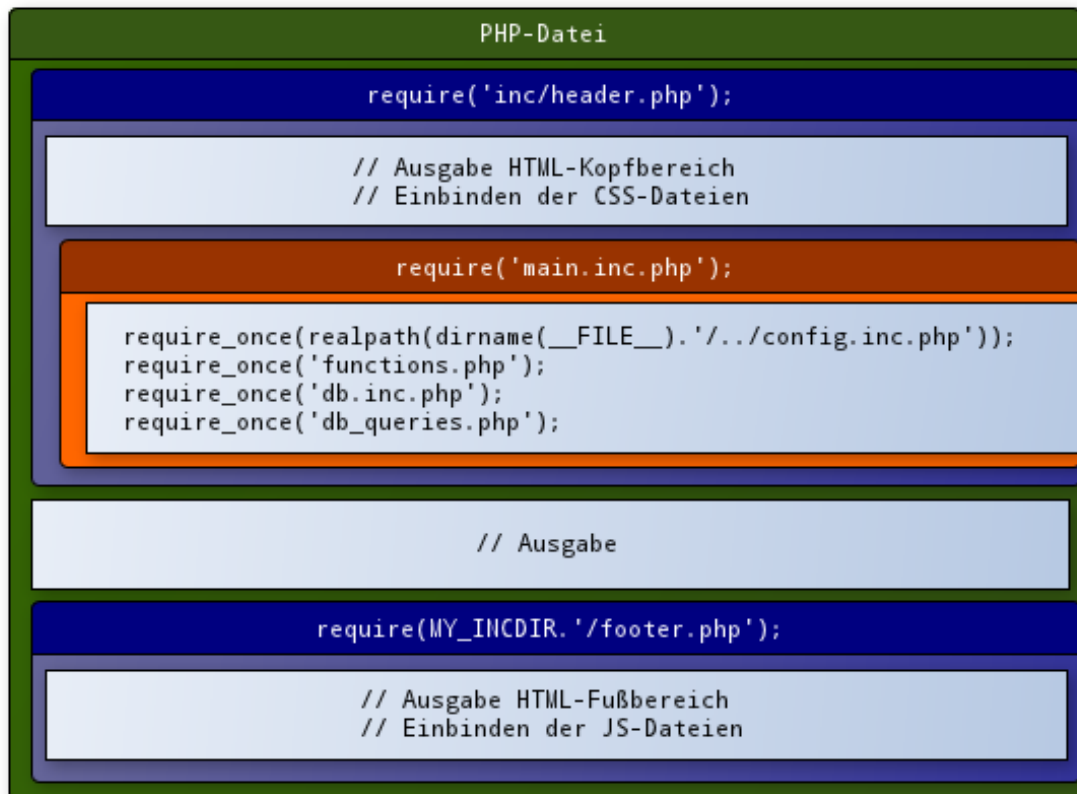 PHP-Datei
require('inc/header.php');
// Ausgabe HTML-Kopfbereich
// Einbinden der CSS-Dateien
require('main.inc.php');
require_once(realpath(dirname(__FILE__).'/../config.inc.php'));
require_once('functions.php');
require_once('db.inc.php');
require_once('db_queries.php');
// Ausgabe
require(MY_INCDIR.'/footer.php');
// Ausgabe HTML-Fußbereich
// Einbinden der JS-Dateien